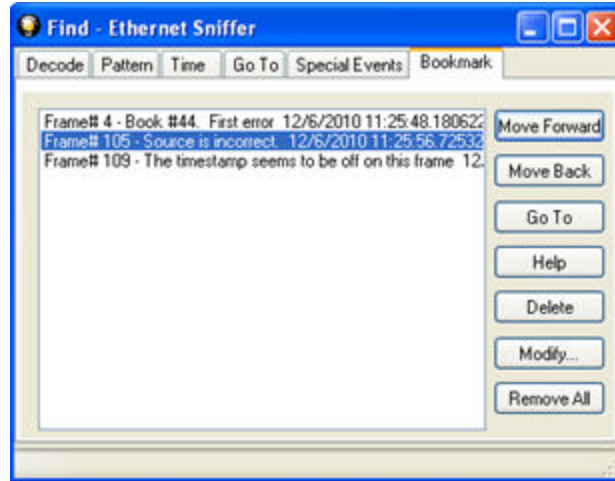 Find - Ethernet Sniffer
Decode Pattern Time Go To Special Events Bookmark
Frame# 4 - Book #44. First error 12/6/2010 11:25:48.180622
Frame# 105 - Source is incorrect. 12/6/2010 11:25:56.72532
Frame# 109 - The timestamp seems to be off on this frame 12.
Move Forward
Move Back
Go To
Help
Delete
Modify...
Remove All